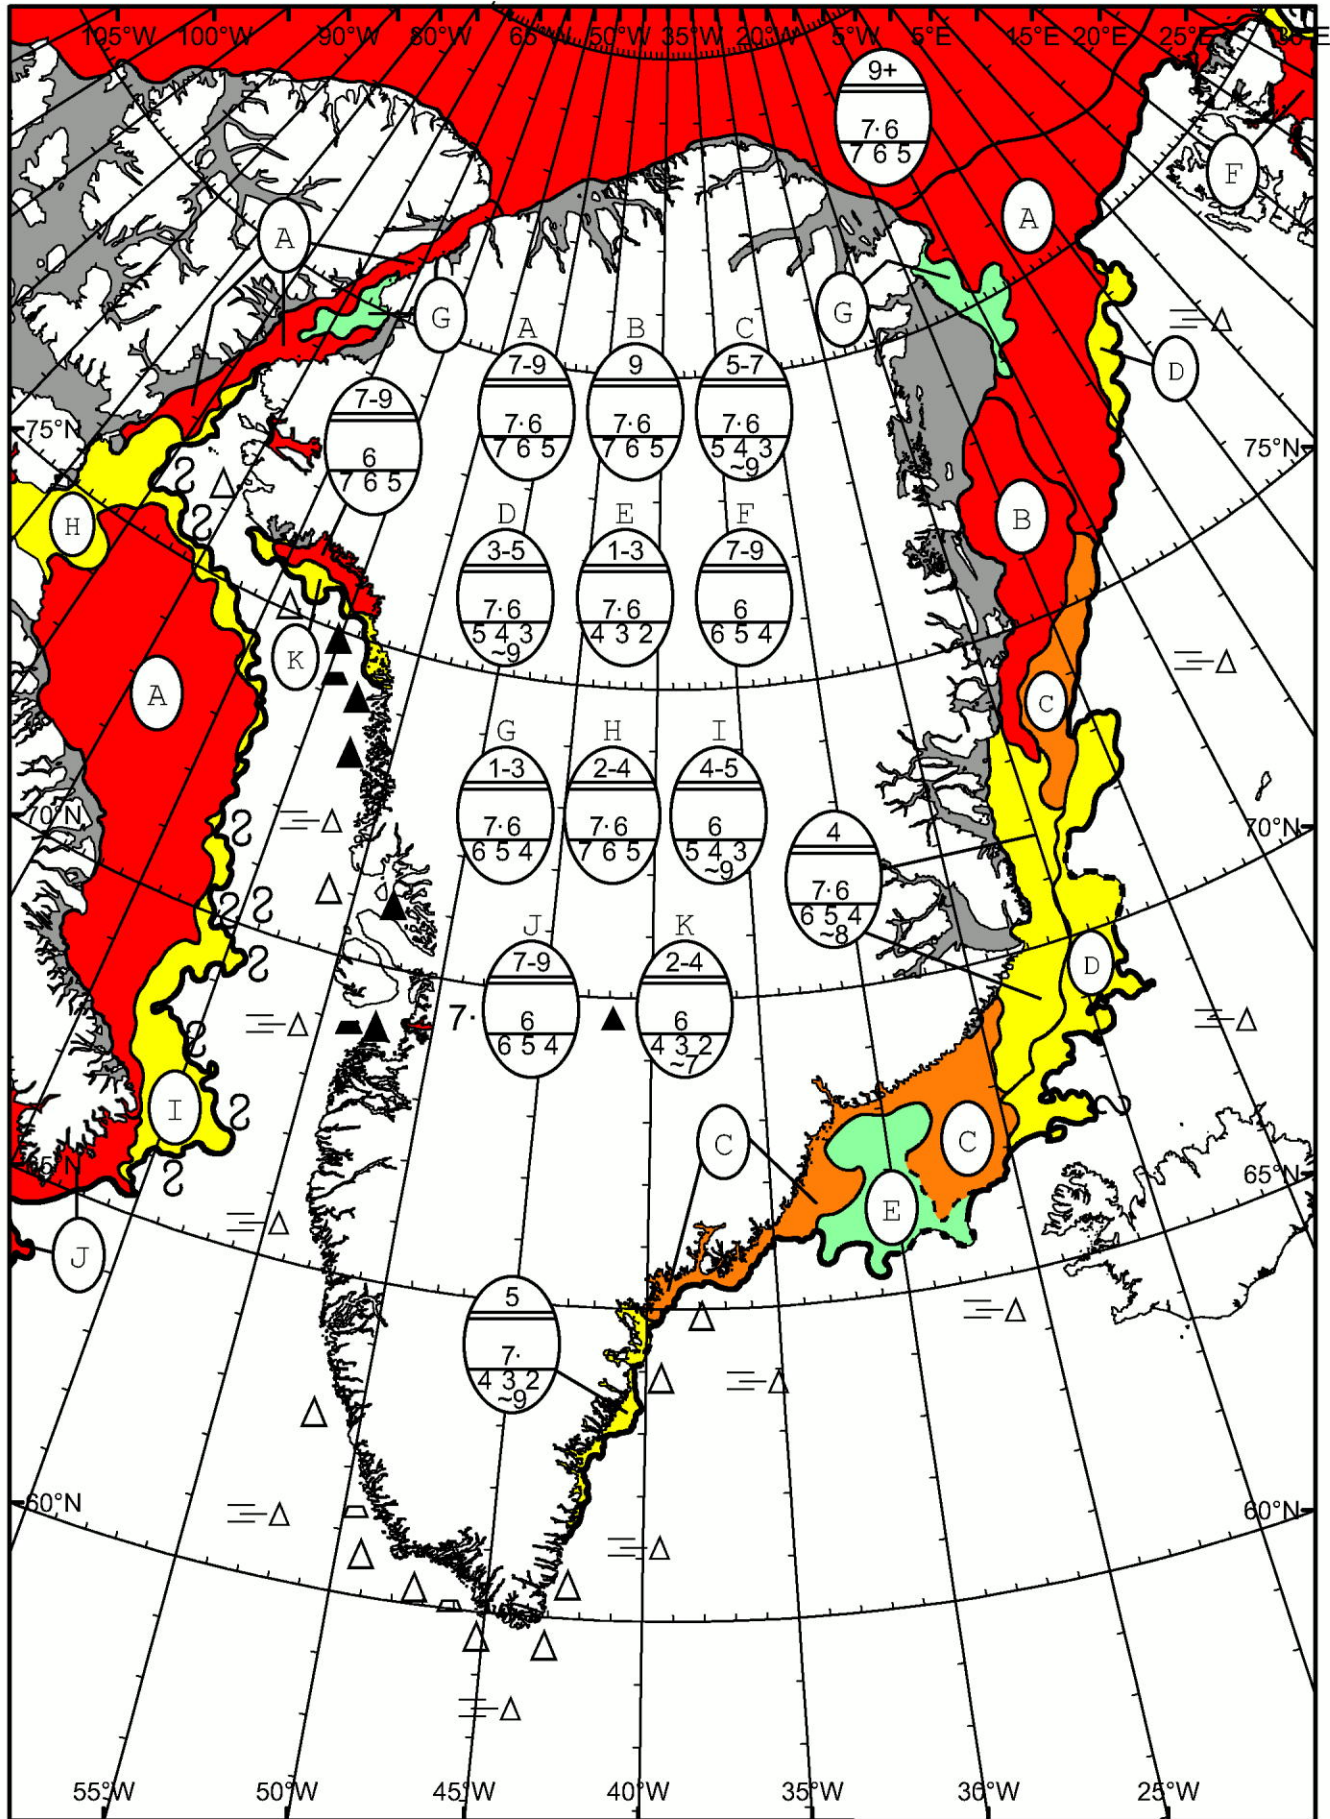 105°W 100°W 90°W 80°W 65°W 50°W 35°W 20°W 5°W 5°E 15°E 20°E 25°E 30°E
9+
7·6
7 6 5
F
A
A
G
G
D
A B C
7-9 9 5-7
7·6 7·6 7·6
7 6 5 7 6 5 5 4 3
~9
7-9
6
7 6 5
75°N
75°N
H
B
D E F
3-5 1-3 7-9
7·6 7·6 6
5 4 3 4 3 2 6 5 4
~9
K
A
C
G H I
1-3 2-4 4-5
7·6 7·6 6
6 5 4 7 6 5 5 4 3
~9
70°N
70°N
4
7·6
6 5 4
~8
J K
7-9 2-4
7· 6 6
6 5 4 4 3 2
~7
D
I
C
C
65°N
65°N
E
J
5
7·
4 3 2
~9
60°N
60°N
55°W 50°W 45°W 40°W 35°W 30°W 25°W